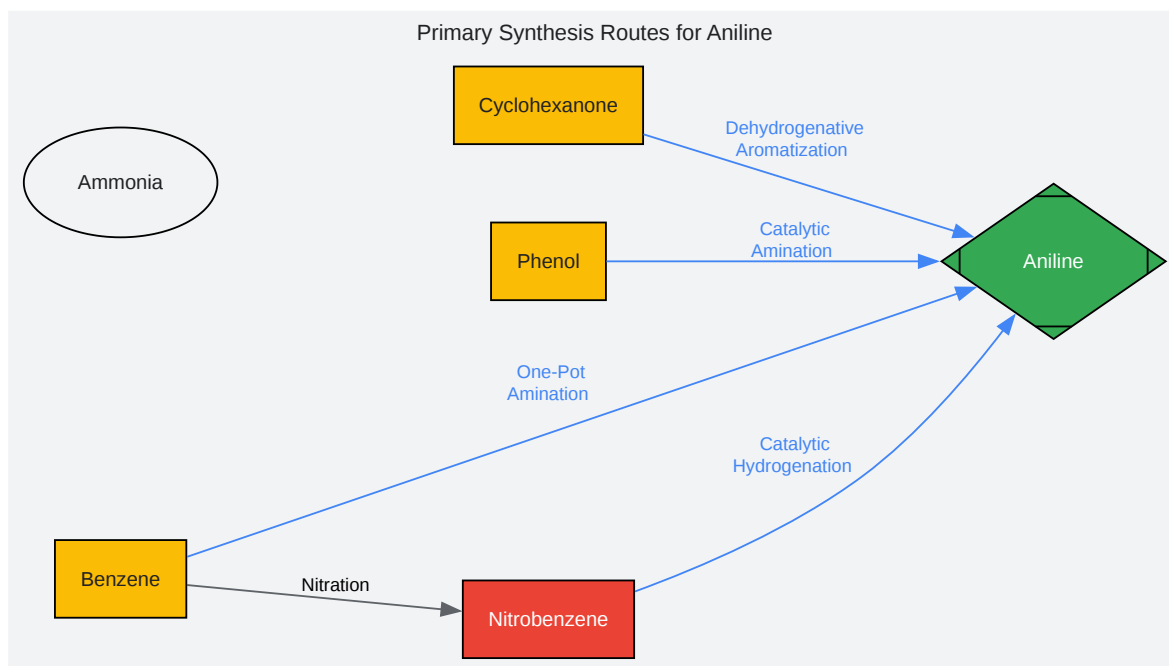 Primary Synthesis Routes for Aniline
Cyclohexanone
Dehydrogenative
Aromatization
Ammonia
Catalytic
Amination
Phenol
Aniline
One-Pot
Amination
Catalytic
Hydrogenation
Benzene
Nitration
Nitrobenzene